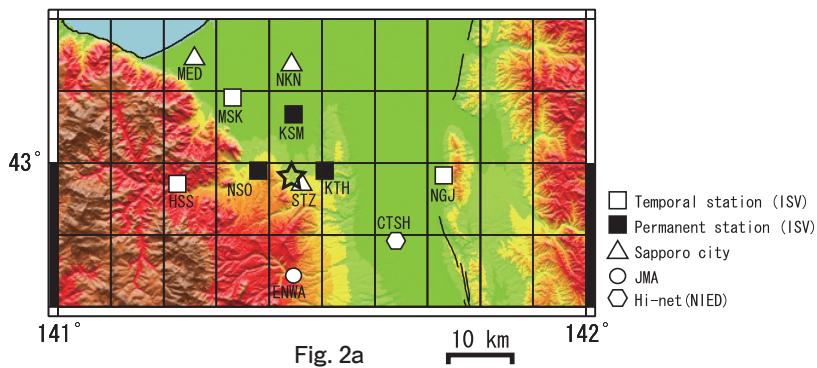 MED
NKN
MSK
KSM
43°
NSO
KTH
HSS
STZ
NGJ
CTSH
ENWA
Temporal station (ISV)
Permanent station (ISV)
Sapporo city
JMA
Hi-net(NIED)
141°
142°
10 km
Fig. 2a